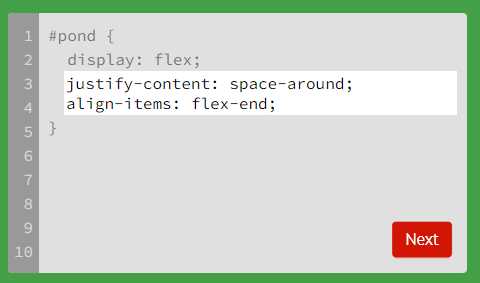 1 #pond {
2 display: flex;
3 justify-content: space-around;
4 align-items: flex-end;
5 }
6
7
8
9
10
Next